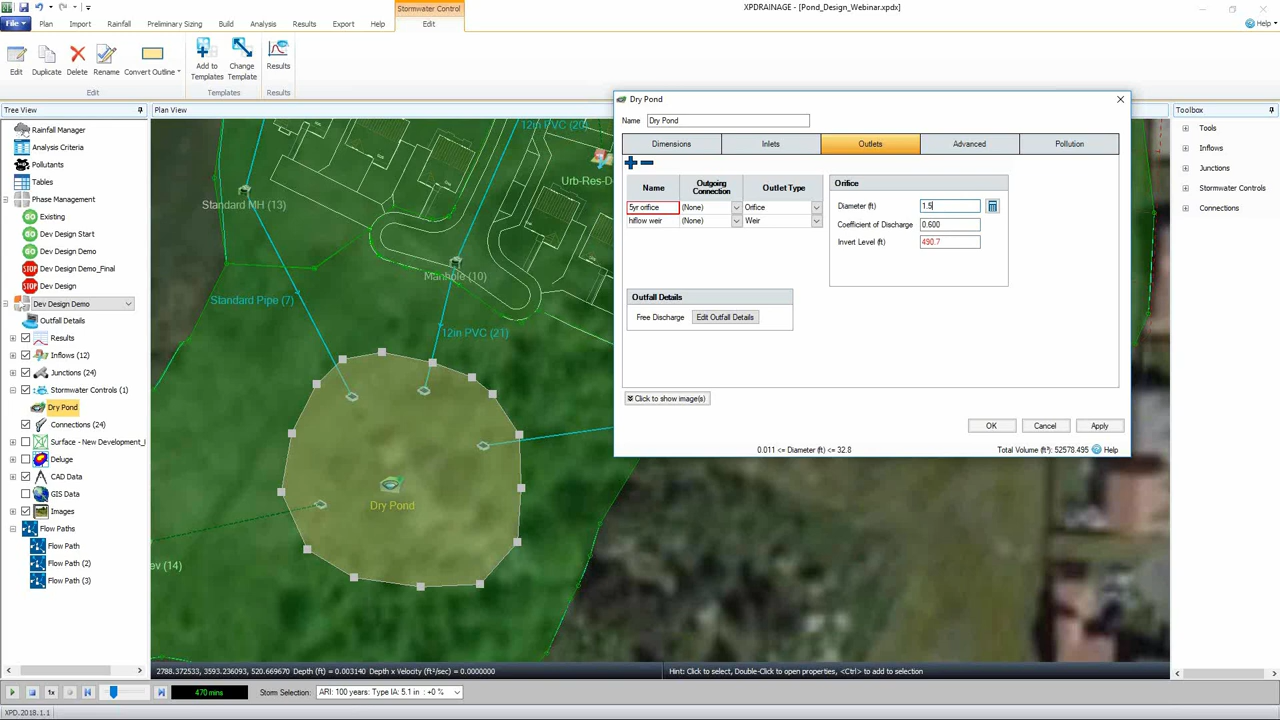 Stormwater Control
XPDRAINAGE - [Pond_Design_Webinar.xpdx]
File
Plan
Import
Rainfall
Preliminary Sizing
Build
Analysis
Results
Export
Help
Edit
Help
Edit
Duplicate
Delete
Rename
Convert Outline
Add to Templates
Change Template
Results
Edit
Templates
Results
Tree View
Rainfall Manager
Analysis Criteria
Pollutants
Tables
Phase Management
Existing
Dev Design Start
Dev Design Demo
Dev Design Demo_Final
Dev Design
Dev Design Demo
Outfall Details
Results
Inflows (12)
Junctions (24)
Stormwater Controls (1)
Dry Pond
Connections (24)
Surface - New Development_
Deluge
CAD Data
GIS Data
Images
Flow Paths
Flow Path
Flow Path (2)
Flow Path (3)
Plan View
12in PVC (20)
Urb-Res-D
Standard MH (13)
Manhole (10)
Standard Pipe (7)
12in PVC (21)
Dry Pond
ev (14)
Dry Pond
Name
Dry Pond
Dimensions
Inlets
Outlets
Advanced
Pollution
Name
Outgoing Connection
Outlet Type
5yr orifice
(None)
Orifice
hiflow weir
(None)
Weir
Orifice
Diameter (ft)
1.5
Coefficient of Discharge
0.600
Invert Level (ft)
490.7
Outfall Details
Free Discharge
Edit Outfall Details
Click to show image(s)
OK
Cancel
Apply
0.011 <= Diameter (ft) <= 32.8
Total Volume (ft³): 52578.495
Help
Toolbox
Tools
Inflows
Junctions
Stormwater Controls
Connections
2788.372533, 3593.236093, 520.669670 Depth (ft) = 0.003140 Depth x Velocity (ft²/sec) = 0.0000000
Hint: Click to select, Double-Click to open properties, <Ctrl> to add to selection
1x
470 mins
Storm Selection:
ARI: 100 years: Type IA: 5.1 in : +0 %
XPD.2018.1.1